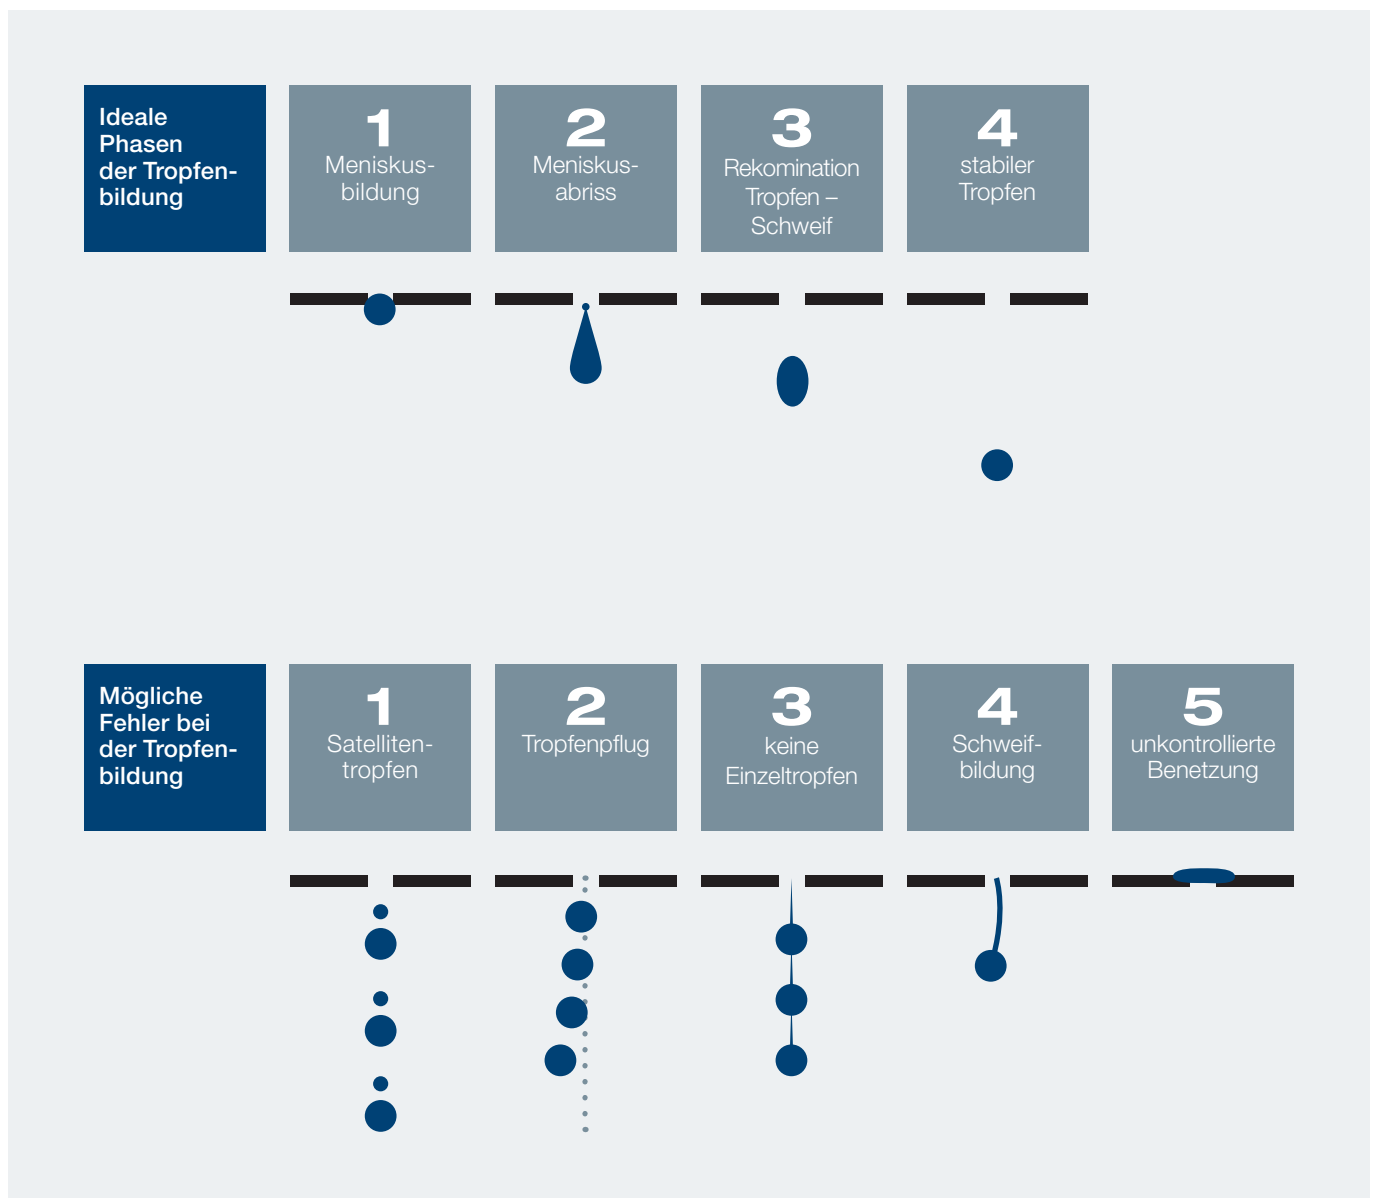 Ideale
Phasen
der Tropfen-
bildung
1
Meniskus-
bildung
2
Meniskus-
abriss
3
Rekomination
Tropfen –
Schweif
4
stabiler
Tropfen
Mögliche
Fehler bei
der Tropfen-
bildung
1
Satelliten-
tropfen
2
Tropfenpflug
3
keine
Einzeltropfen
4
Schweif-
bildung
5
unkontrollierte
Benetzung